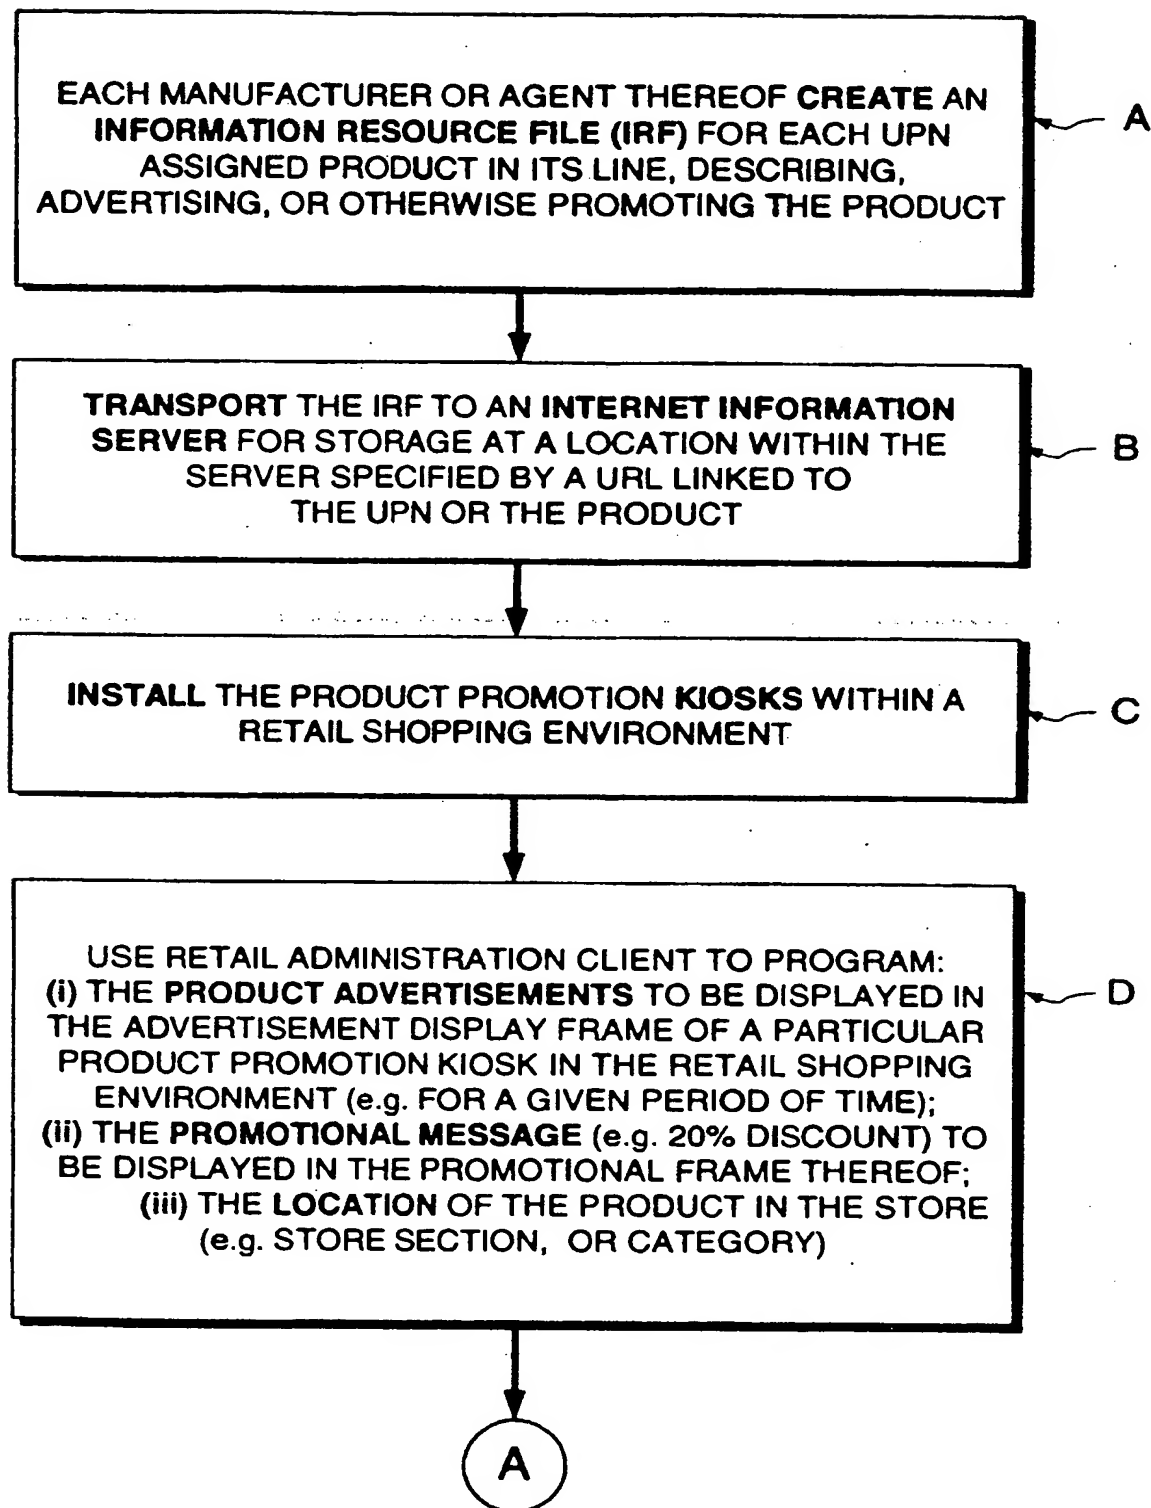 EACH MANUFACTURER OR AGENT THEREOF CREATE AN
INFORMATION RESOURCE FILE (IRF) FOR EACH UPN
ASSIGNED PRODUCT IN ITS LINE, DESCRIBING,
ADVERTISING, OR OTHERWISE PROMOTING THE PRODUCT
A
TRANSPORT THE IRF TO AN INTERNET INFORMATION
SERVER FOR STORAGE AT A LOCATION WITHIN THE
SERVER SPECIFIED BY A URL LINKED TO
THE UPN OR THE PRODUCT
B
INSTALL THE PRODUCT PROMOTION KIOSKS WITHIN A
RETAIL SHOPPING ENVIRONMENT
C
USE RETAIL ADMINISTRATION CLIENT TO PROGRAM:
(i) THE PRODUCT ADVERTISEMENTS TO BE DISPLAYED IN
THE ADVERTISEMENT DISPLAY FRAME OF A PARTICULAR
PRODUCT PROMOTION KIOSK IN THE RETAIL SHOPPING
ENVIRONMENT (e.g. FOR A GIVEN PERIOD OF TIME);
(ii) THE PROMOTIONAL MESSAGE (e.g. 20% DISCOUNT) TO
BE DISPLAYED IN THE PROMOTIONAL FRAME THEREOF;
(iii) THE LOCATION OF THE PRODUCT IN THE STORE
(e.g. STORE SECTION, OR CATEGORY)
D
A